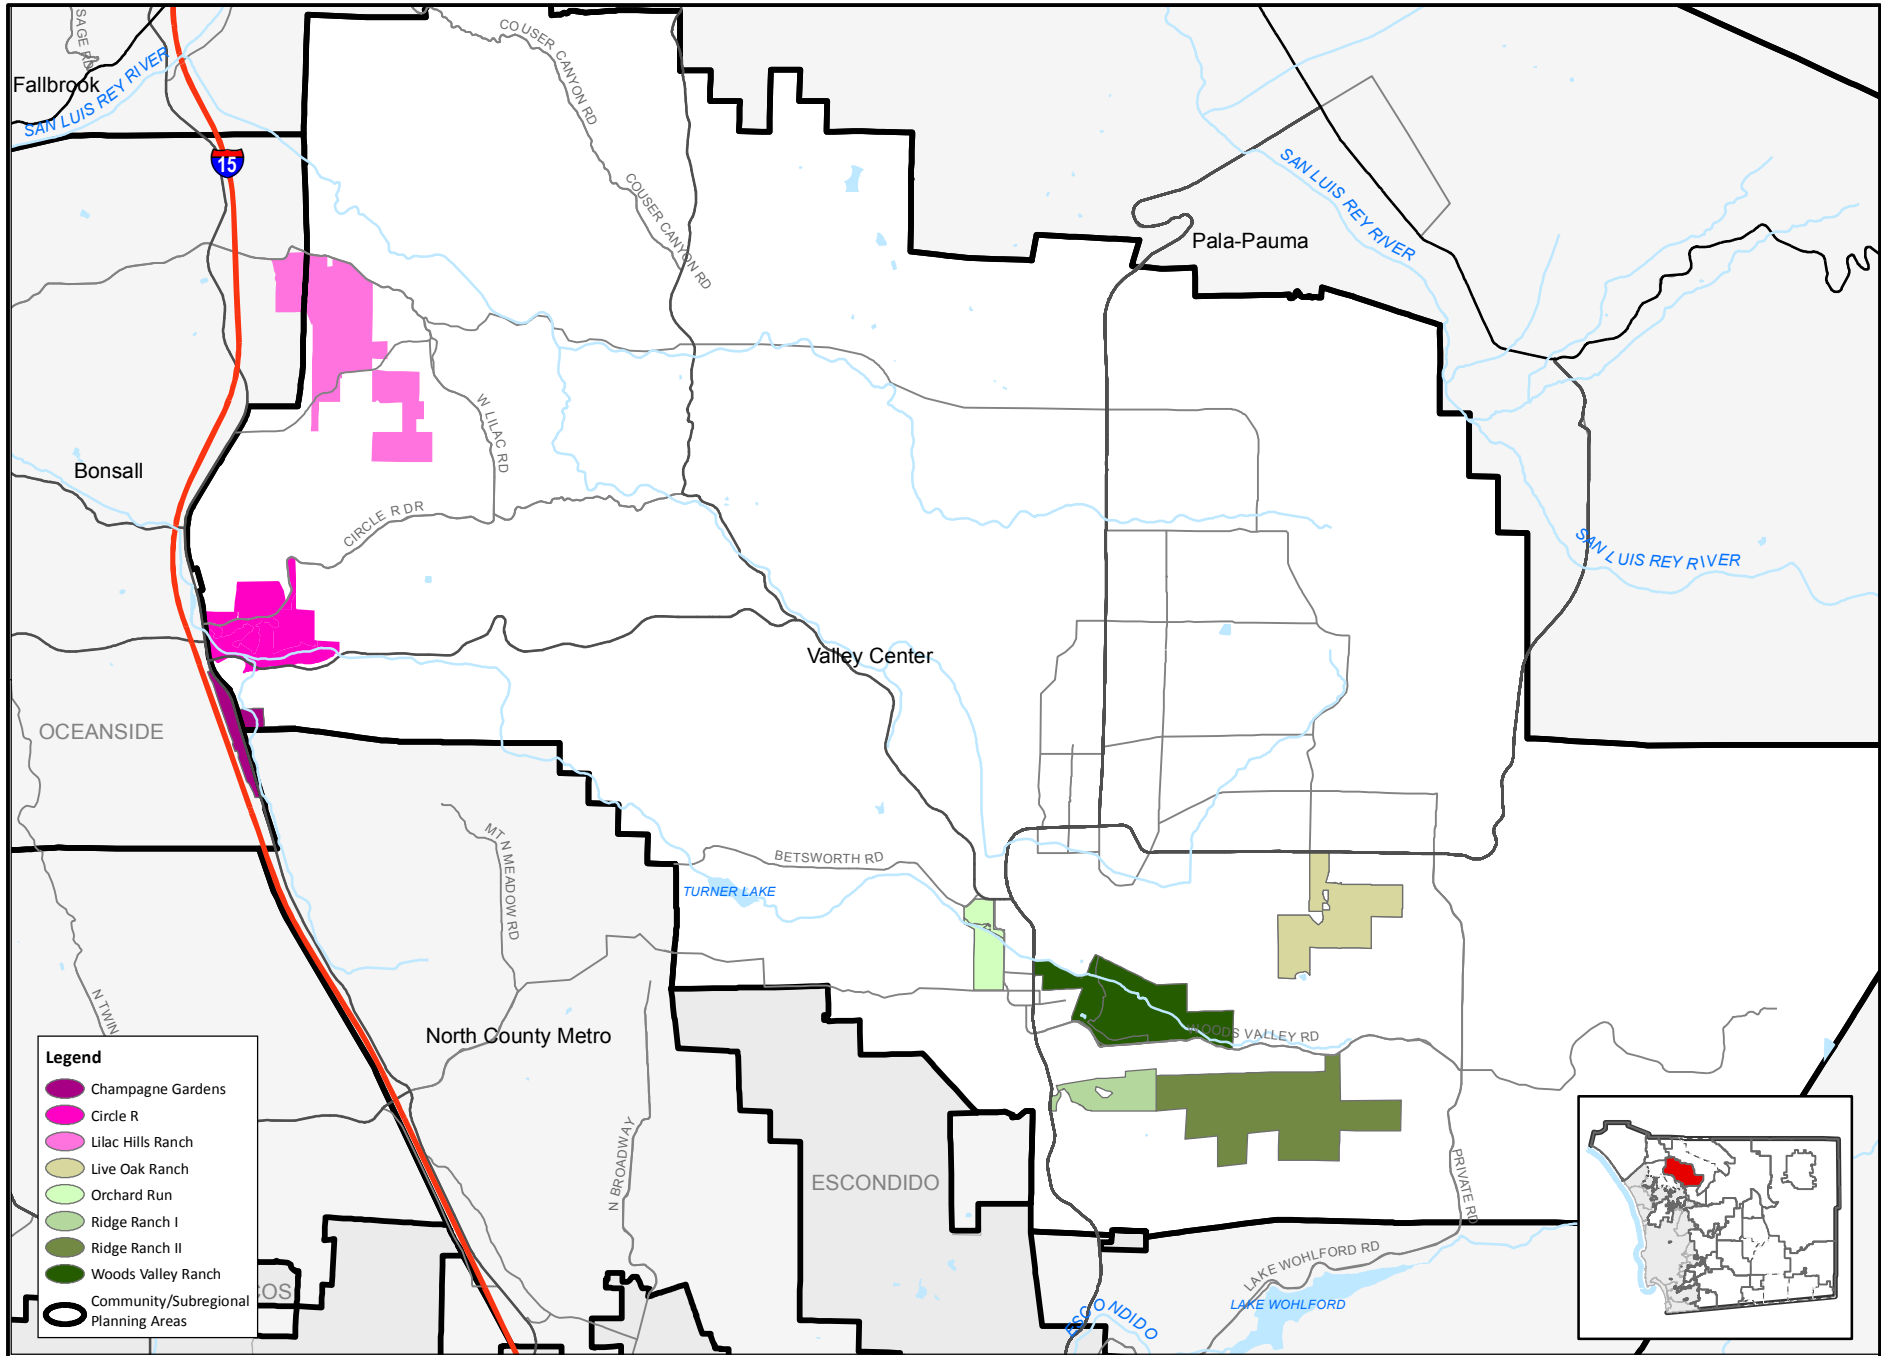 SAGE RD
COUSER CANYON RD
Fallbrook
SAN LUIS REY RIVER
15
COUSER CANYON RD
SAN LUIS REY RIVER
Pala-Pauma
W LILAC RD
Bonsall
CIRCLE R DR
SAN LUIS REY RIVER
Valley Center
OCEANSIDE
MTN MEADOW RD
BETSWORTH RD
TURNER LAKE
N TWIN
North County Metro
WOODS VALLEY RD
N BROADWAY
ESCONDIDO
PRIVATE RD
LAKE WOHLFORD RD
LAKE WOHLFORD
ESCONDIDO
COS
Legend
Champagne Gardens
Circle R
Lilac Hills Ranch
Live Oak Ranch
Orchard Run
Ridge Ranch I
Ridge Ranch II
Woods Valley Ranch
Community/Subregional
Planning Areas